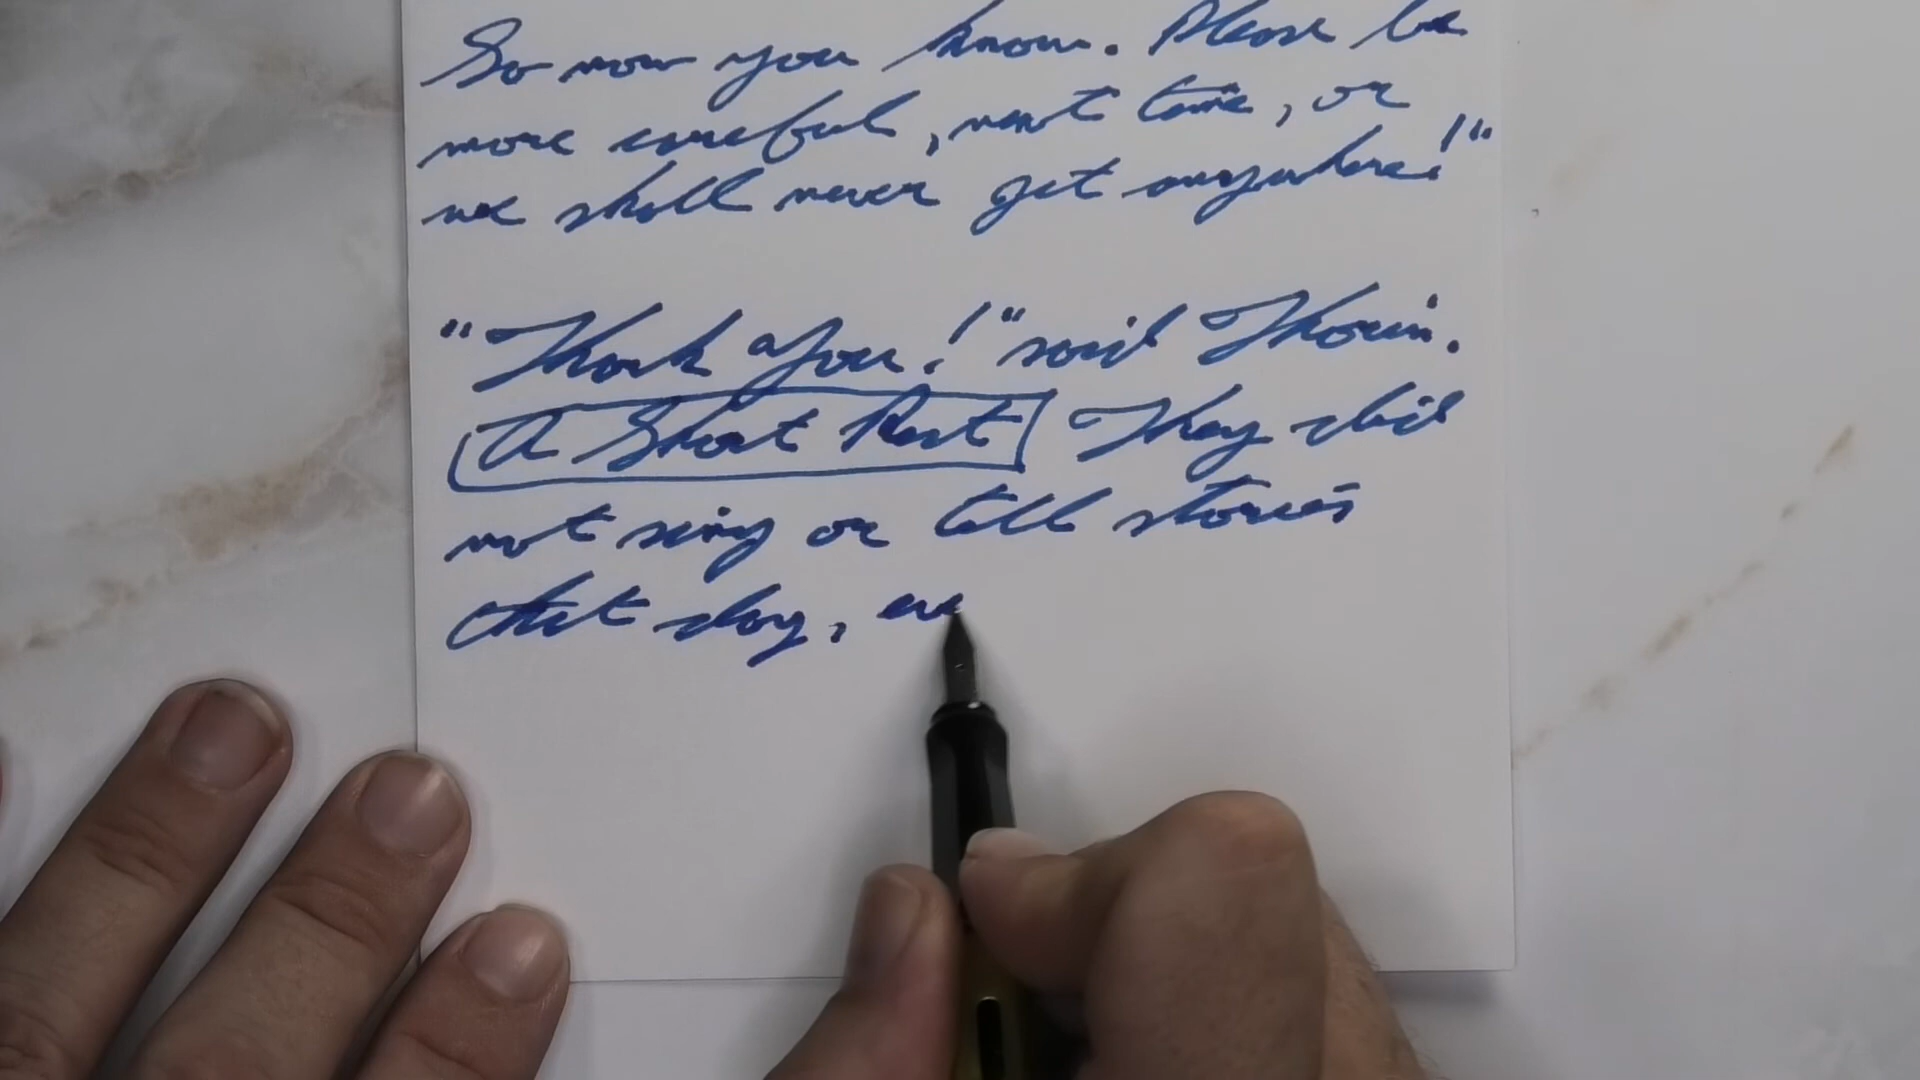 So now you know. Please be
more careful, next time, or
we shall never get anywhere!"
"Thank you!" said Thorin.
A Short Rest They did
not sing or tell stories
that day, eve